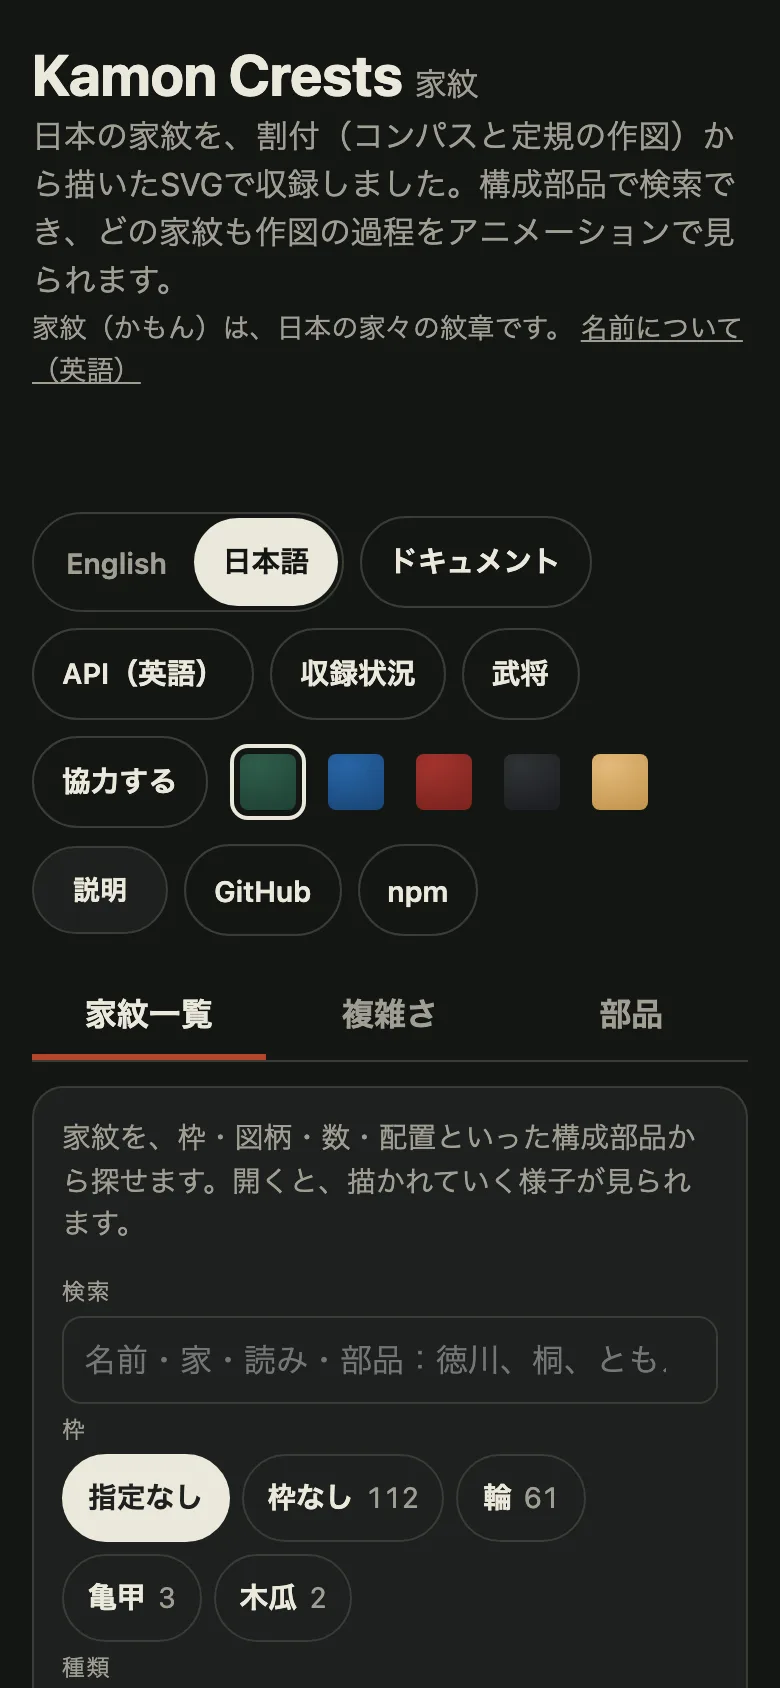 Kamon Crests 家紋
日本の家紋を、割付（コンパスと定規の作図）か
ら描いたSVGで収録しました。構成部品で検索で
き、どの家紋も作図の過程をアニメーションで見
られます。
家紋（かもん）は、日本の家々の紋章です。 名前について
（英語）
English 日本語 ドキュメント
API（英語） 収録状況 武将
協力する
説明 GitHub npm
家紋一覧 複雑さ 部品
家紋を、枠・図柄・数・配置といった構成部品か
ら探せます。開くと、描かれていく様子が見られ
ます。
検索
名前・家・読み・部品：徳川、桐、とも
枠
指定なし 枠なし 112 輪 61
亀甲 3 木瓜 2
種類